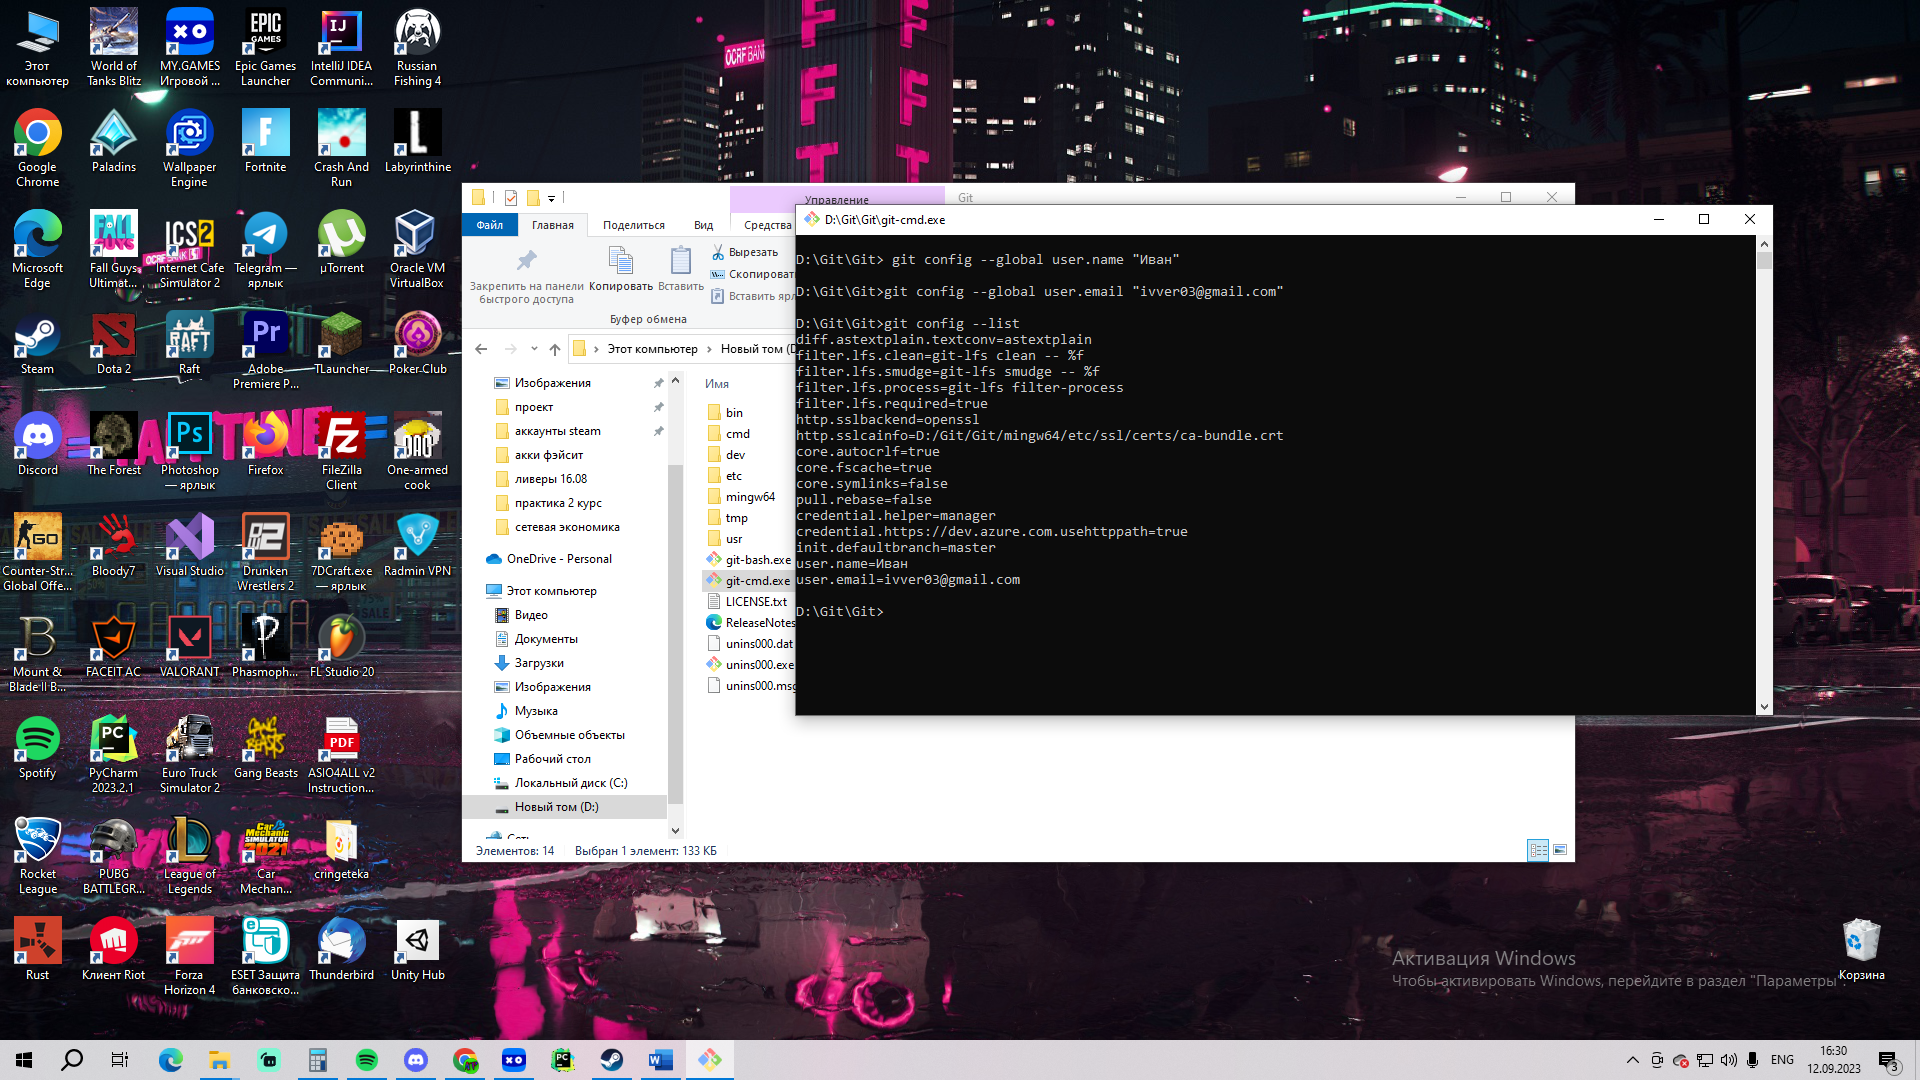 Этот компьютер
World of Tanks Blitz
MY.GAMES Игровой ...
Epic Games Launcher
IntelliJ IDEA Communi...
Russian Fishing 4
Google Chrome
Paladins
Wallpaper Engine
Fortnite
Crash And Run
Labyrinthine
Microsoft Edge
Fall Guys Ultimat...
Internet Cafe Simulator 2
Telegram — ярлык
µTorrent
Oracle VM VirtualBox
Steam
Dota 2
Raft
Adobe Premiere P...
TLauncher
Poker Club
Discord
The Forest
Photoshop — ярлык
Firefox
FileZilla Client
One-armed cook
Counter-Str... Global Offe...
Bloody7
Visual Studio
Drunken Wrestlers 2
7DCraft.exe — ярлык
Radmin VPN
Mount & Blade II B...
FACEIT AC
VALORANT
Phasmoph...
FL Studio 20
Spotify
PyCharm 2023.2.1
Euro Truck Simulator 2
Gang Beasts
ASIO4ALL v2 Instruction...
Rocket League
PUBG BATTLEGR...
League of Legends
Car Mechan...
cringeteka
Rust
Клиент Riot
Forza Horizon 4
ESET Защита банковско...
Thunderbird
Unity Hub
Управление
Git
Файл
Главная
Поделиться
Вид
Средства
Закрепить на панели быстрого доступа
Копировать
Вставить
Вырезать
Скопировать
Вставить ярл
Буфер обмена
Этот компьютер > Новый том (D
Изображения
проект
аккаунты steam
акки фэйсит
ливеры 16.08
практика 2 курс
сетевая экономика
OneDrive - Personal
Этот компьютер
Видео
Документы
Загрузки
Изображения
Музыка
Объемные объекты
Рабочий стол
Локальный диск (C:)
Новый том (D:)
Сеть
Имя
bin
cmd
dev
etc
mingw64
tmp
usr
git-bash.exe
git-cmd.exe
LICENSE.txt
ReleaseNotes
unins000.dat
unins000.exe
unins000.msg
Элементов: 14
Выбран 1 элемент: 133 КБ
D:\Git\Git\git-cmd.exe
D:\Git\Git> git config --global user.name "Иван"
D:\Git\Git>git config --global user.email "ivver03@gmail.com"
D:\Git\Git>git config --list
diff.astextplain.textconv=astextplain
filter.lfs.clean=git-lfs clean -- %f
filter.lfs.smudge=git-lfs smudge -- %f
filter.lfs.process=git-lfs filter-process
filter.lfs.required=true
http.sslbackend=openssl
http.sslcainfo=D:/Git/Git/mingw64/etc/ssl/certs/ca-bundle.crt
core.autocrlf=true
core.fscache=true
core.symlinks=false
pull.rebase=false
credential.helper=manager
credential.https://dev.azure.com.usehttppath=true
init.defaultbranch=master
user.name=Иван
user.email=ivver03@gmail.com
D:\Git\Git>
Активация Windows
Чтобы активировать Windows, перейдите в раздел "Параметры".
Корзина
ENG
16:30
12.09.2023
3